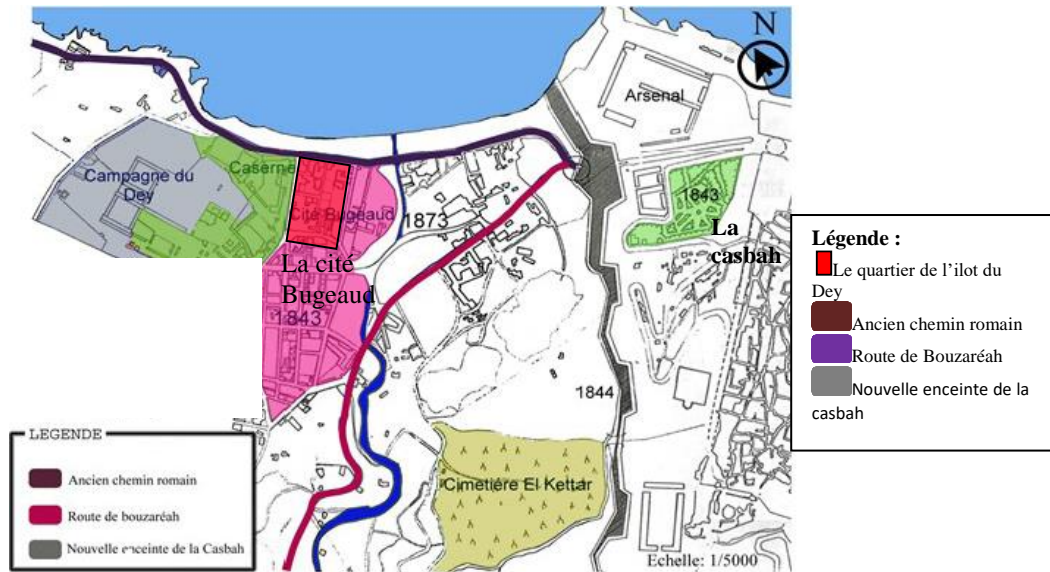 N
Arsenal
Campagne du
Dey
Caserne
Cité Bugeaud
1873
1843
La
casbah
La cité
Bugeaud
1843
1844
Cimetiére El Kettar
Echelle: 1/5000
LEGENDE
Ancien chemin romain
Route de bouzaréah
Nouvelle enceinte de la Casbah
Légende :
Le quartier de l’ilot du
Dey
Ancien chemin romain
Route de Bouzaréah
Nouvelle enceinte de la
casbah